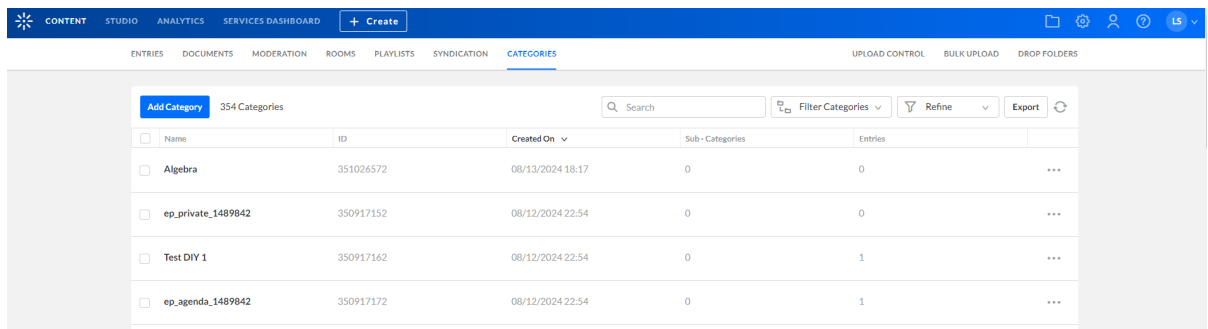 CONTENT STUDIO ANALYTICS SERVICES DASHBOARD + Create LS
ENTRIES DOCUMENTS MODERATION ROOMS PLAYLISTS SYNDICATION CATEGORIES UPLOAD CONTROL BULK UPLOAD DROP FOLDERS
Add Category 354 Categories Search Filter Categories Refine Export
Name ID Created On Sub-Categories Entries
Algebra 351026572 08/13/2024 18:17 0 0
ep_private_1489842 350917152 08/12/2024 22:54 0 0
Test DIY 1 350917162 08/12/2024 22:54 0 1
ep_agenda_1489842 350917172 08/12/2024 22:54 0 1